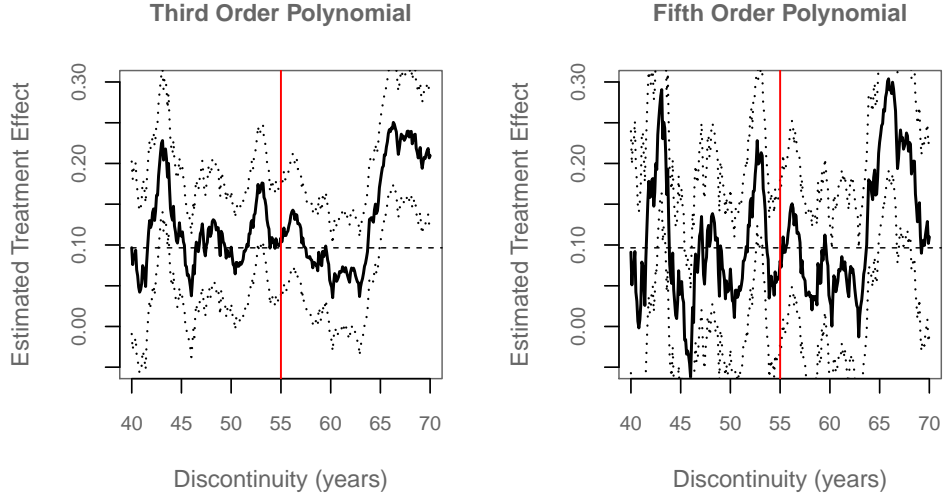 Third Order Polynomial
Estimated Treatment Effect
0.30
0.20
0.10
0.00
40 45 50 55 60 65 70
Discontinuity (years)
Fifth Order Polynomial
Estimated Treatment Effect
0.30
0.20
0.10
0.00
40 45 50 55 60 65 70
Discontinuity (years)